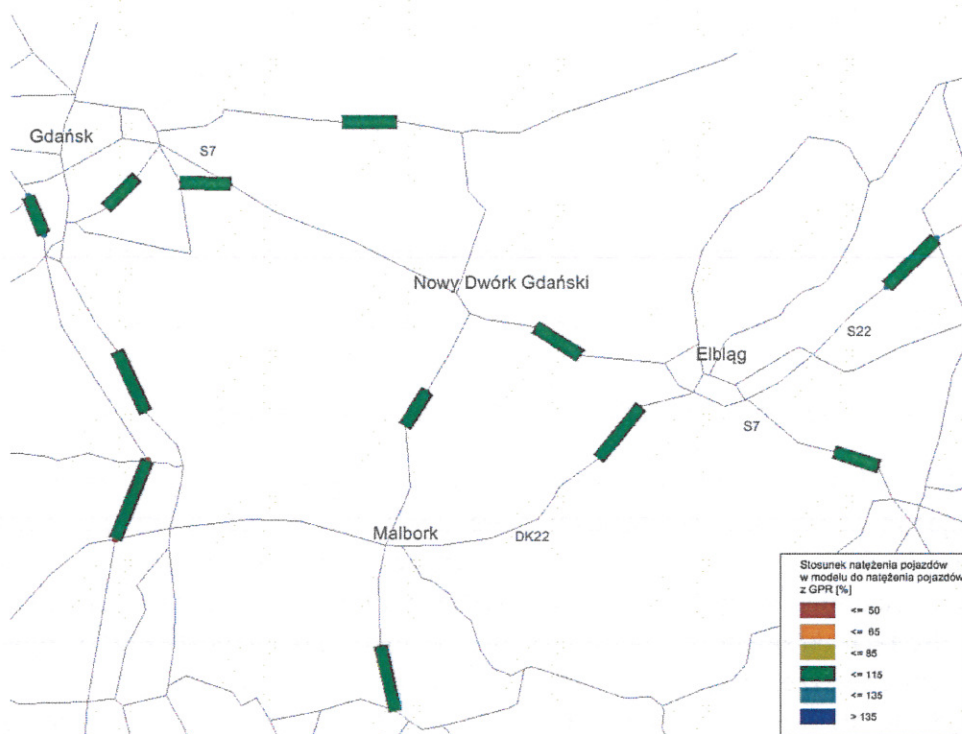 Gdańsk
S7
Nowy Dwórk Gdański
S22
Elbląg
S7
Malbork
DK22
Stosunek natężenia pojazdów
w modelu do natężenia pojazdów
z GPR [%]
<= 50
<= 65
<= 85
<= 115
<= 135
> 135